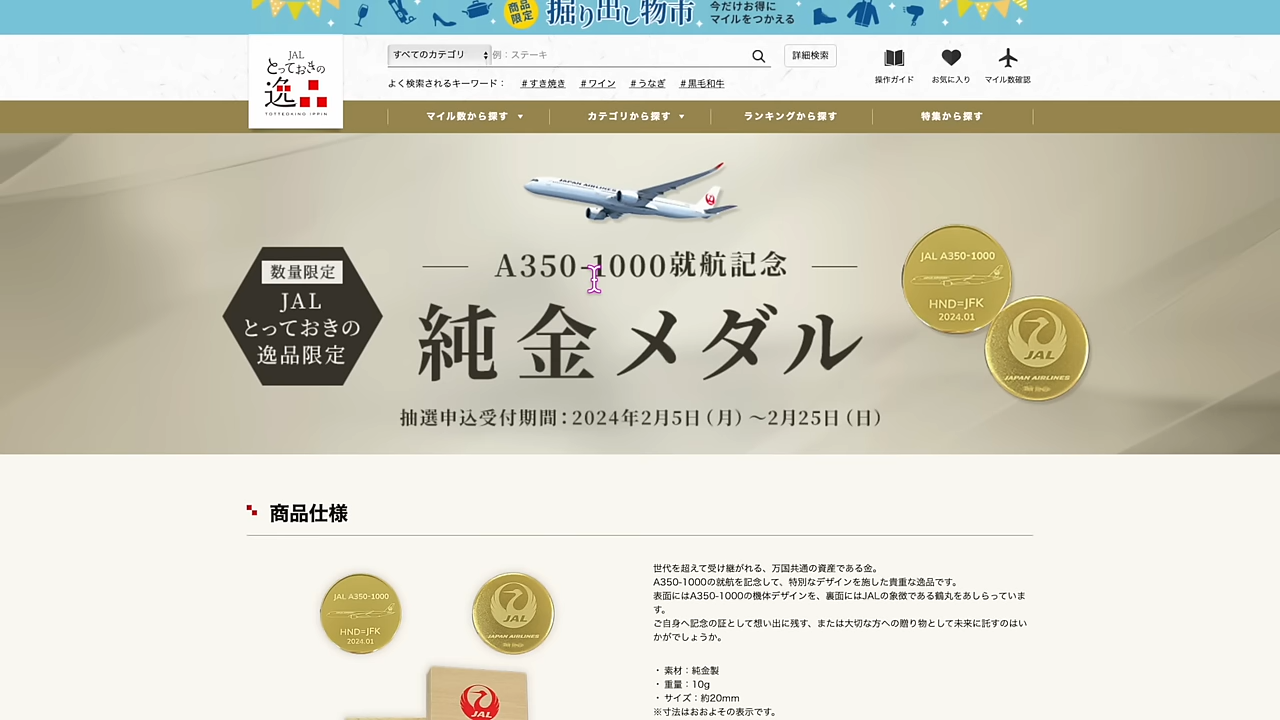 商品
限定
掘り出し物市
今だけお得に
マイルをつかえる
JAL
とっておきの
逸
TOTTEOKINO IPPIN
すべてのカテゴリ
例：ステーキ
詳細検索
操作ガイド
お気に入り
マイル数確認
よく検索されるキーワード：
＃すき焼き
＃ワイン
＃うなぎ
＃黒毛和牛
マイル数から探す ▼
カテゴリから探す ▼
ランキングから探す
特集から探す
JAPAN AIRLINES
数量限定
JAL
とっておきの
逸品限定
A350-1000就航記念
純金メダル
抽選申込受付期間：2024年2月5日（月）〜2月25日（日）
JAL A350-1000
HND=JFK
2024.01
JAL
JAPAN AIRLINES
商品仕様
JAL A350-1000
HND=JFK
2024.01
JAL
JAPAN AIRLINES
JAL
世代を超えて受け継がれる、万国共通の資産である金。
A350-1000の就航を記念して、特別なデザインを施した貴重な逸品です。
表面にはA350-1000の機体デザインを、裏面にはJALの象徴である鶴丸をあしらっていま
す。
ご自身へ記念の証として想い出に残す、または大切な方への贈り物として未来に託すのはい
かがでしょうか。
・ 素材：純金製
・ 重量：10g
・ サイズ：約20mm
※寸法はおおよその表示です。